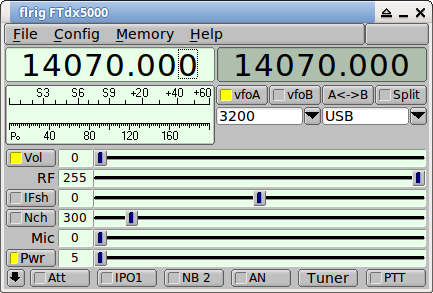 flrig FTdx5000
File Config Memory Help
14070.000 14070.000
S3 S6 S9 +20 +40 +60
Po 40 80 120 160
vfoA vfoB A<->B Split
3200 USB
Vol 0
RF 255
IFsh 0
Nch 300
Mic 0
Pwr 5
Att IPO1 NB 2 AN Tuner PTT